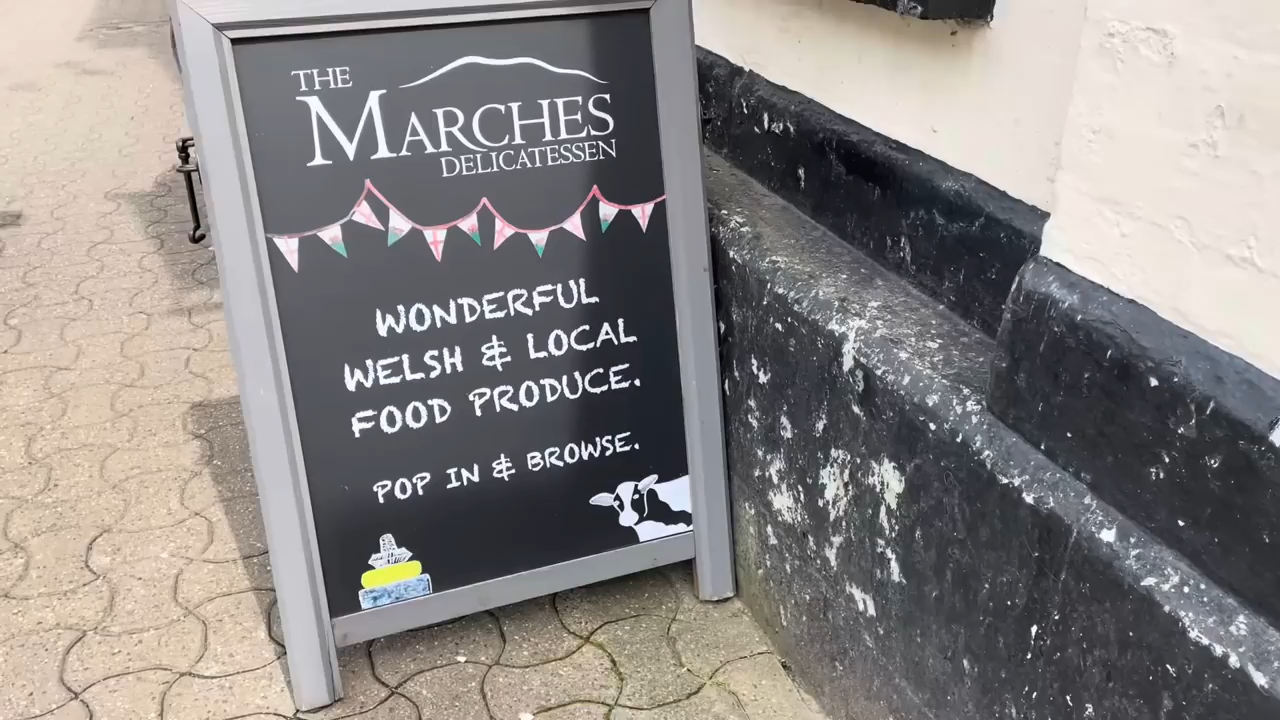 THE
MARCHES
DELICATESSEN
WONDERFUL
WELSH & LOCAL
FOOD PRODUCE.
POP IN & BROWSE.